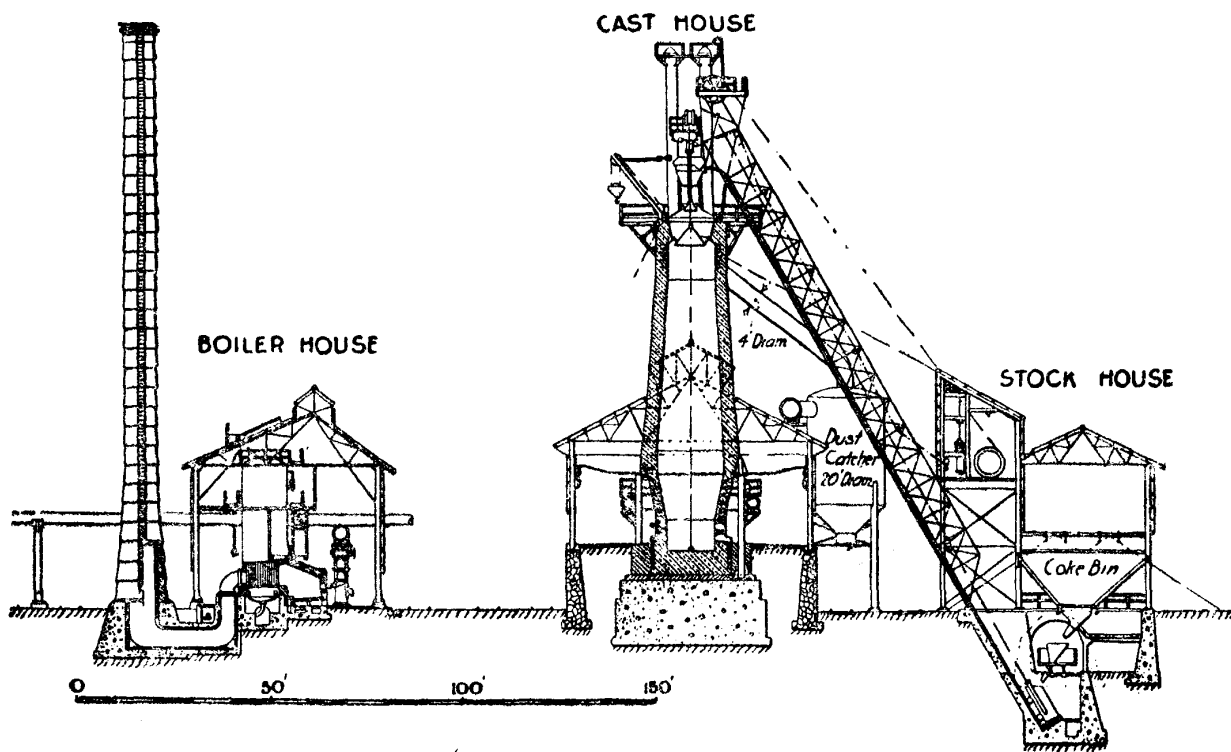 CAST HOUSE
BOILER HOUSE
4' Diam
STOCK HOUSE
Dust
Catcher
20' Diam
Coke Bin
0 50' 100' 150'